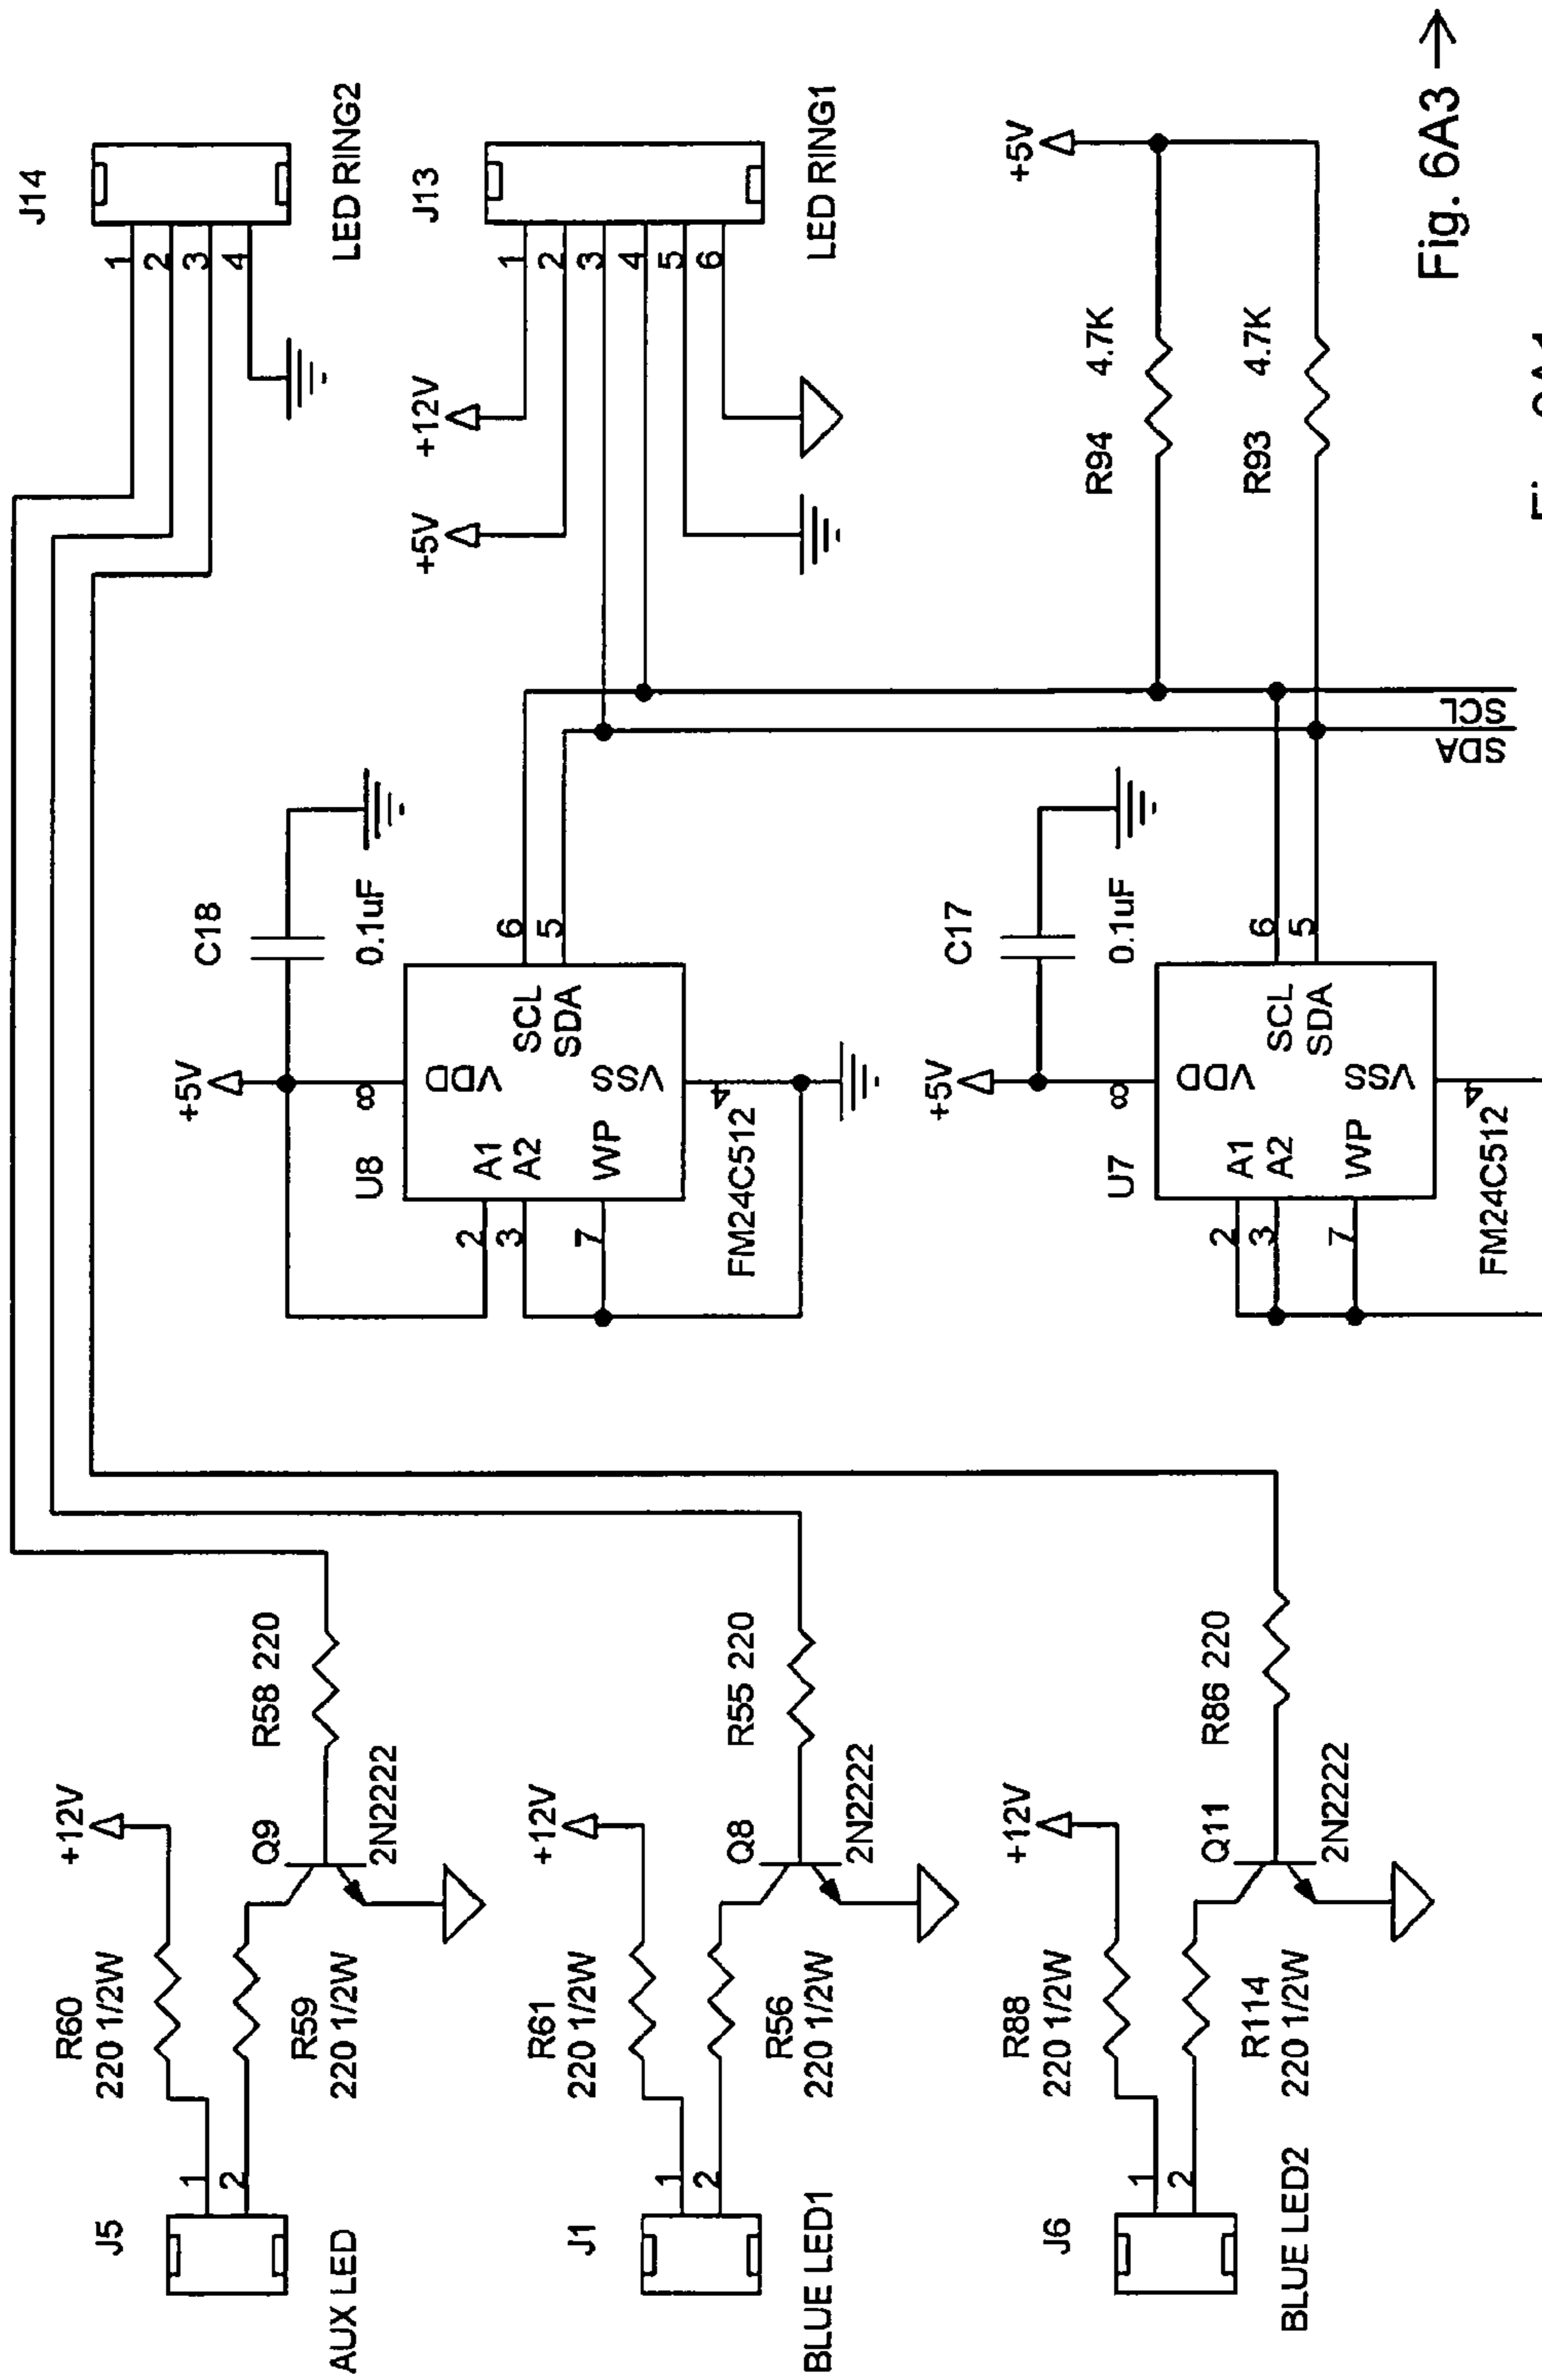 J5
1
2
AUX LED
R60
220 1/2W
+12V
R59
220 1/2W
Q9
2N2222
R58 220
J1
1
2
BLUE LED1
R61
220 1/2W
+12V
R56
220 1/2W
Q8
2N2222
R55 220
J6
1
2
BLUE LED2
R88
220 1/2W
+12V
R114
220 1/2W
Q11
2N2222
R86 220
+5V
C18
0.1uF
U8
8
VDD
A1
A2
WP
SCL
SDA
VSS
2
3
7
6
5
4
FM24C512
+5V
C17
0.1uF
U7
8
VDD
A1
A2
WP
SCL
SDA
VSS
2
3
7
6
5
4
FM24C512
SDA
SCL
J14
1
2
3
4
LED RING2
J13
1
2
3
4
5
6
LED RING1
+5V
+12V
R94 4.7K
R93 4.7K
+5V
Fig. 6A3 →